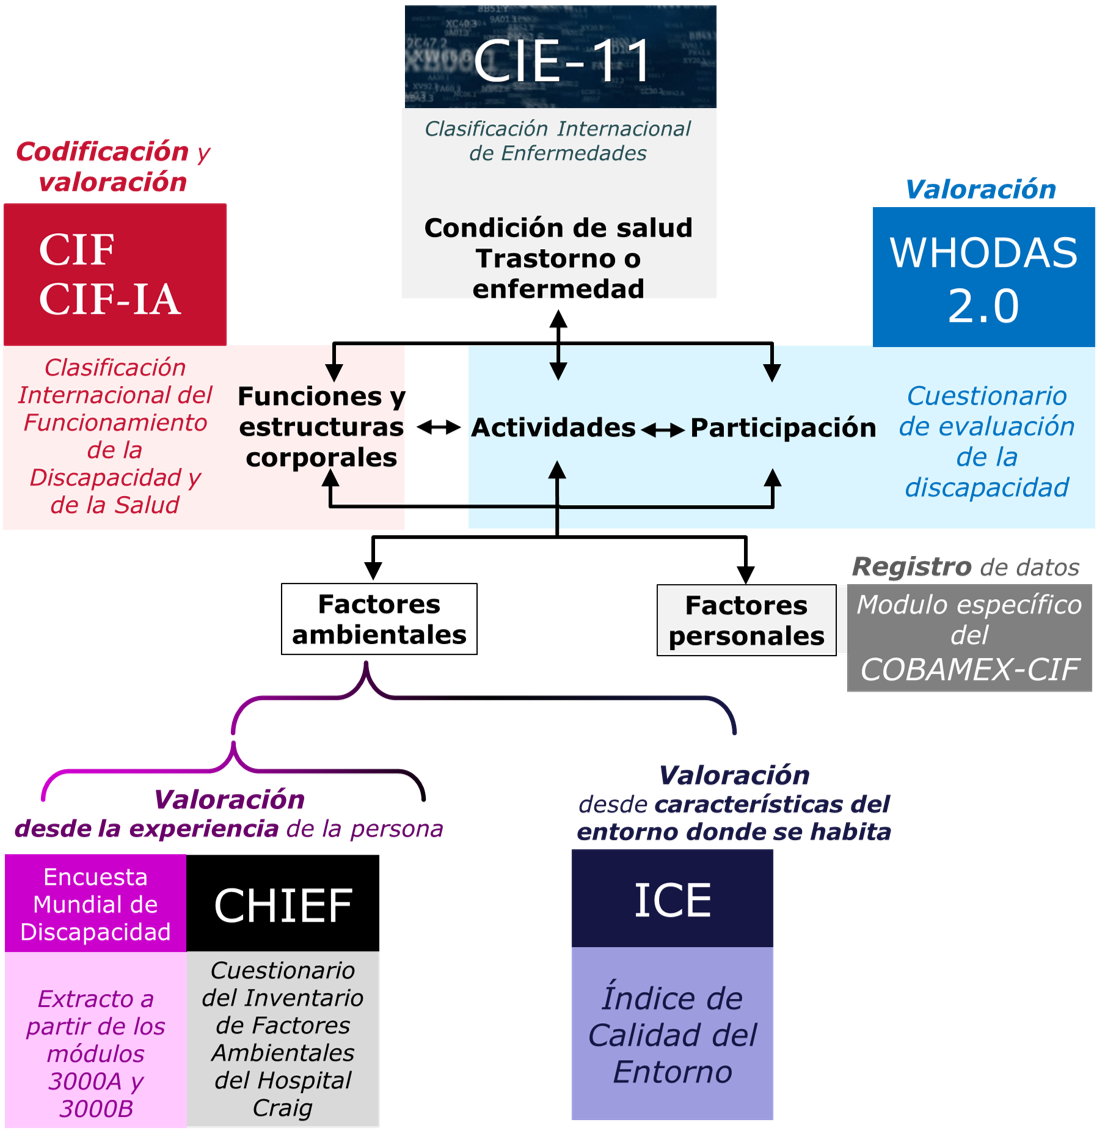 CIE-11
Clasificación Internacional
de Enfermedades
Condición de salud
Trastorno o
enfermedad
Codificación y
valoración
CIF
CIF-IA
Clasificación
Internacional del
Funcionamiento
de la
Discapacidad y
de la Salud
Valoración
WHODAS
2.0
Cuestionario
de evaluación
de la
discapacidad
Funciones y
estructuras
corporales
Actividades
Participación
Factores
ambientales
Factores
personales
Registro de datos
Modulo específico
del
COBAMEX-CIF
Valoración
desde la experiencia de la persona
Encuesta
Mundial de
Discapacidad
Extracto a
partir de los
módulos
3000A y
3000B
CHIEF
Cuestionario
del Inventario
de Factores
Ambientales
del Hospital
Craig
Valoración
desde características del
entorno donde se habita
ICE
Índice de
Calidad del
Entorno